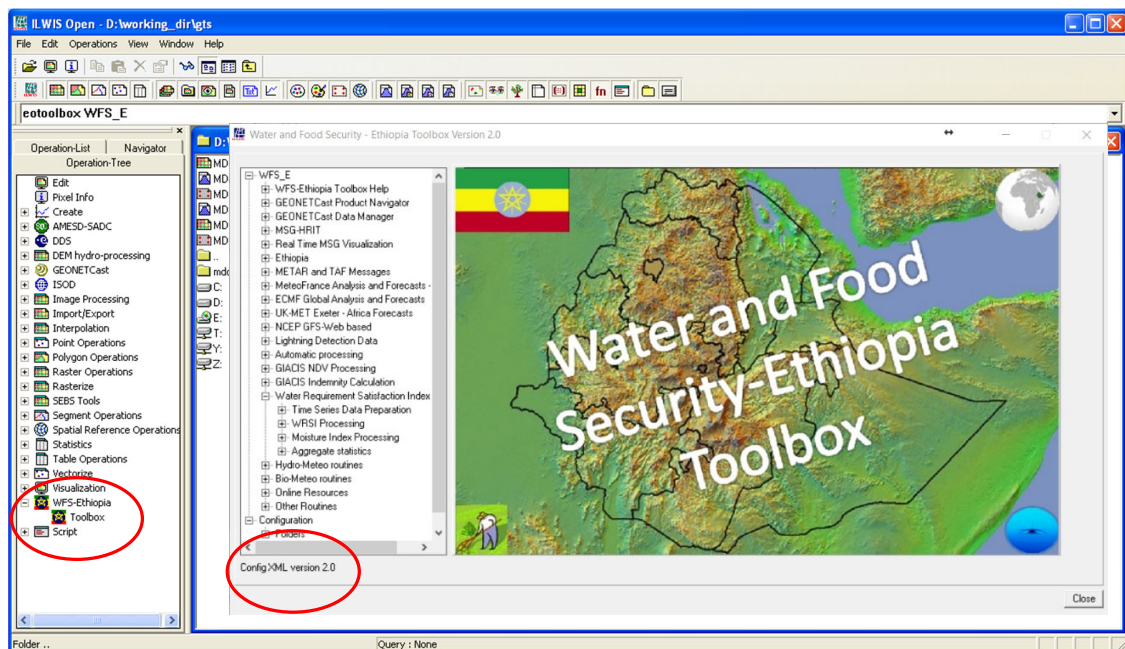 ILWIS Open - D:\working_dir\gts
File Edit Operations View Window Help
fn
eotoolbox WFS_E
Operation-List Navigator
Operation-Tree
Edit
Pixel Info
Create
AMESD-SADC
DDS
DEM hydro-processing
GEONETCast
ISOD
Image Processing
Import/Export
Interpolation
Point Operations
Polygon Operations
Raster Operations
Rasterize
SEBS Tools
Segment Operations
Spatial Reference Operations
Statistics
Table Operations
Vectorize
Visualization
WFS-Ethiopia
Toolbox
Script
D:
MD
MD
MD
MD
MD
MD
..
mdc
C:
D:
E:
T:
Y:
Z:
Water and Food Security - Ethiopia Toolbox Version 2.0
WFS_E
WFS-Ethiopia Toolbox Help
GEONETCast Product Navigator
GEONETCast Data Manager
MSG-HRIT
Real Time MSG Visualization
Ethiopia
METAR and TAF Messages
MeteoFrance Analysis and Forecasts -
ECMF Global Analysis and Forecasts
UK-MET Exeter - Africa Forecasts
NCEP GFS-Web based
Lightning Detection Data
Automatic processing
GIACIS NDV Processing
GIACIS Indemnity Calculation
Water Requirement Satisfaction Index
Time Series Data Preparation
WRSI Processing
Moisture Index Processing
Aggregate statistics
Hydro-Meteo routines
Bio-Meteo routines
Online Resources
Other Routines
Configuration
Folders
Config XML version 2.0
Water and Food
Security-Ethiopia
Toolbox
Close
Folder ..
Query : None